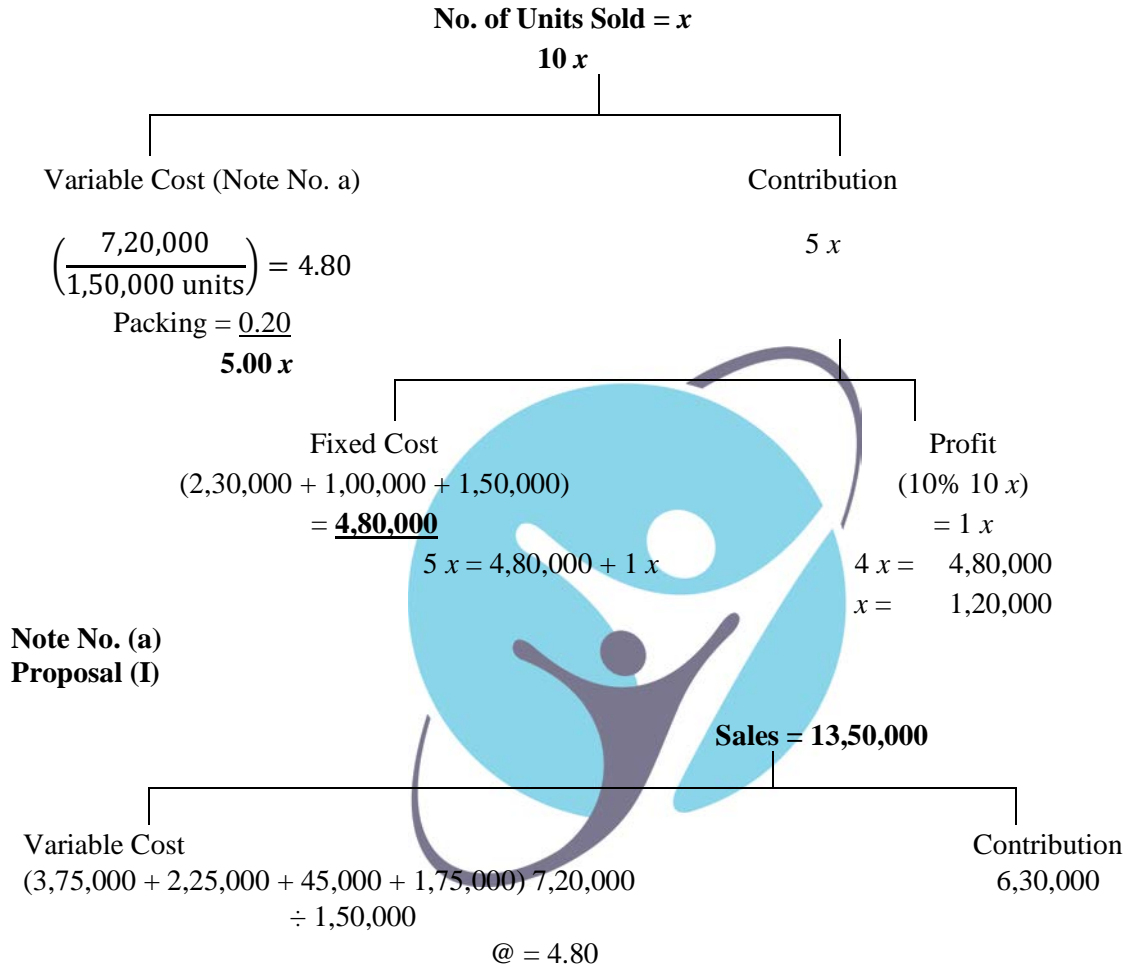 No. of Units Sold = x
10 x
Variable Cost (Note No. a) Contribution
(7,20,000 / 1,50,000 units) = 4.80 5 x
Packing = 0.20
5.00 x
Fixed Cost Profit
(2,30,000 + 1,00,000 + 1,50,000) (10% 10 x)
= 4,80,000 = 1 x
5 x = 4,80,000 + 1 x 4 x = 4,80,000
x = 1,20,000
Note No. (a)
Proposal (I)
Sales = 13,50,000
Variable Cost Contribution
(3,75,000 + 2,25,000 + 45,000 + 1,75,000) 7,20,000 6,30,000
÷ 1,50,000
@ = 4.80